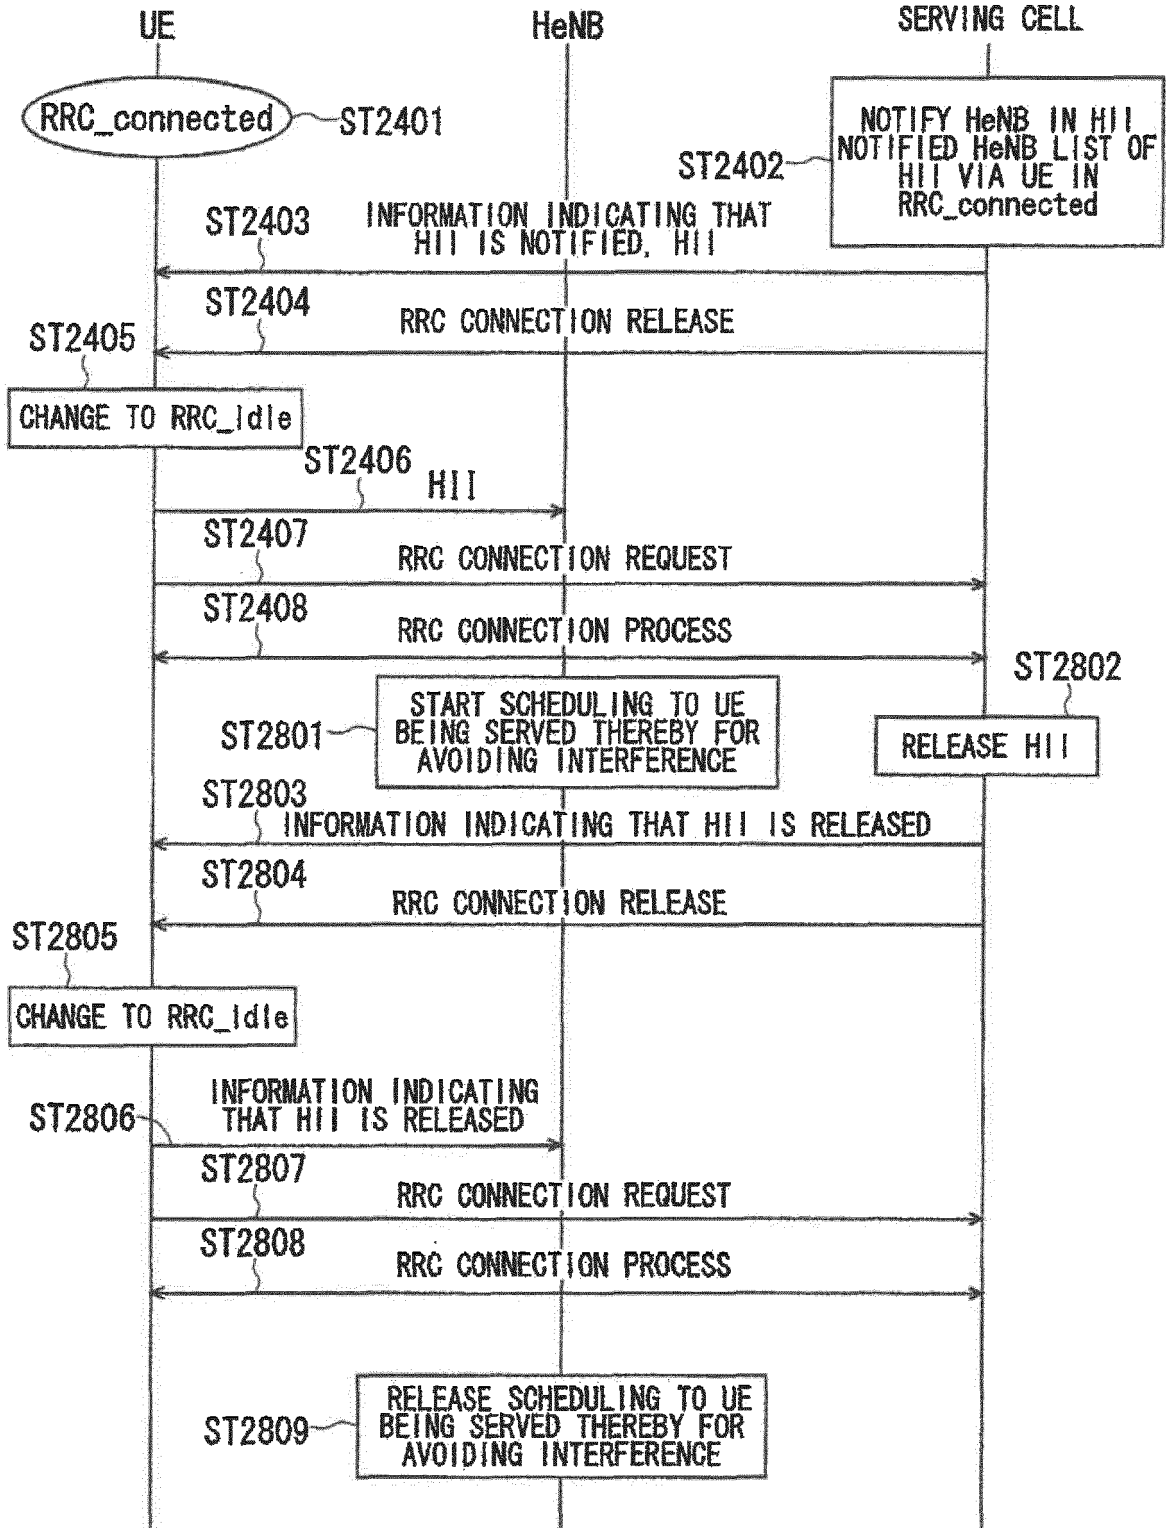 UE
HeNB
SERVING CELL
RRC_connected
ST2401
ST2402
NOTIFY HeNB IN HII
NOTIFIED HeNB LIST OF
HII VIA UE IN
RRC_connected
ST2403
INFORMATION INDICATING THAT
HII IS NOTIFIED, HII
ST2404
RRC CONNECTION RELEASE
ST2405
CHANGE TO RRC_Idle
ST2406
HII
ST2407
RRC CONNECTION REQUEST
ST2408
RRC CONNECTION PROCESS
ST2801
START SCHEDULING TO UE
BEING SERVED THEREBY FOR
AVOIDING INTERFERENCE
ST2802
RELEASE HII
ST2803
INFORMATION INDICATING THAT HII IS RELEASED
ST2804
RRC CONNECTION RELEASE
ST2805
CHANGE TO RRC_Idle
ST2806
INFORMATION INDICATING
THAT HII IS RELEASED
ST2807
RRC CONNECTION REQUEST
ST2808
RRC CONNECTION PROCESS
ST2809
RELEASE SCHEDULING TO UE
BEING SERVED THEREBY FOR
AVOIDING INTERFERENCE